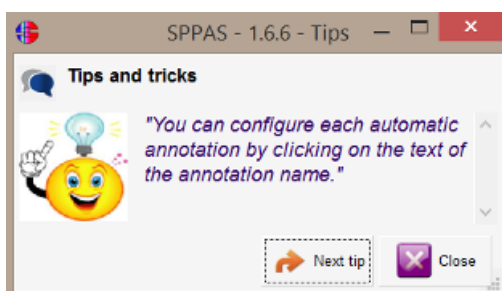 SPPAS - 1.6.6 - Tips
Tips and tricks
"You can configure each automatic
annotation by clicking on the text of
the annotation name."
Next tip
Close